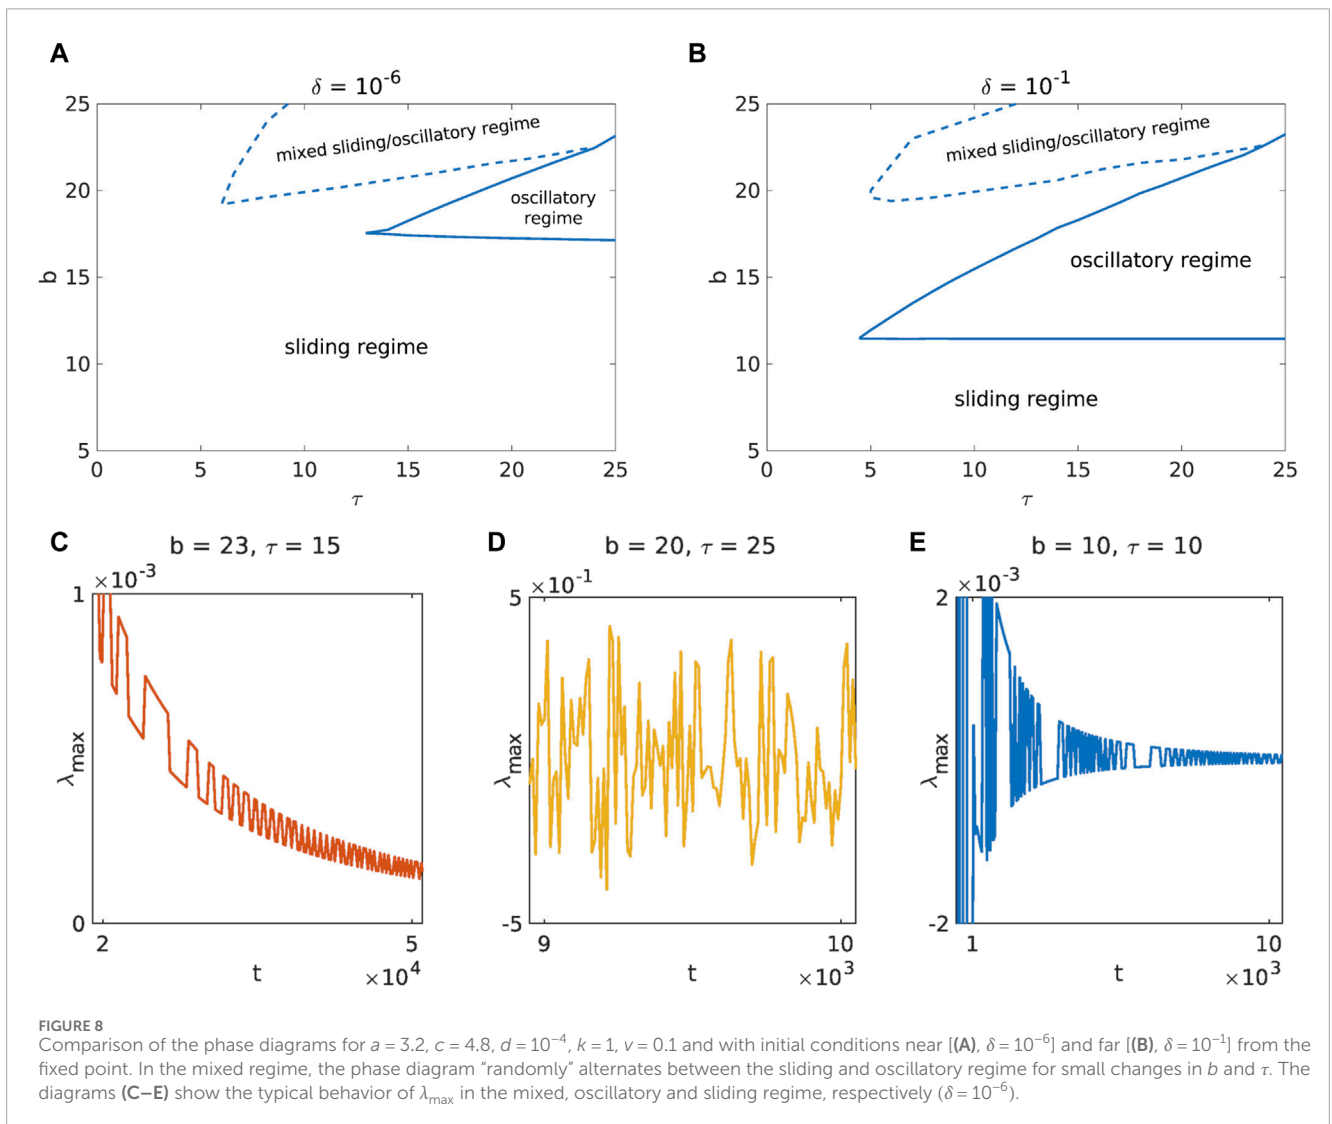 A
δ = 10⁻⁶
25
20
15
10
5
b
mixed sliding/oscillatory regime
oscillatory
regime
sliding regime
0 5 10 15 20 25
τ
B
δ = 10⁻¹
25
20
15
10
5
b
mixed sliding/oscillatory regime
oscillatory regime
sliding regime
0 5 10 15 20 25
τ
C
b = 23, τ = 15
×10⁻³
1
λmax
0
2 5
t
×10⁴
D
b = 20, τ = 25
×10⁻¹
5
λmax
-5
9 10
t
×10³
E
b = 10, τ = 10
×10⁻³
2
λmax
-2
1 10
t
×10³
FIGURE 8
Comparison of the phase diagrams for a = 3.2, c = 4.8, d = 10⁻⁴, k = 1, v = 0.1 and with initial conditions near [(A), δ = 10⁻⁶] and far [(B), δ = 10⁻¹] from the
fixed point. In the mixed regime, the phase diagram "randomly" alternates between the sliding and oscillatory regime for small changes in b and τ. The
diagrams (C–E) show the typical behavior of λmax in the mixed, oscillatory and sliding regime, respectively (δ = 10⁻⁶).